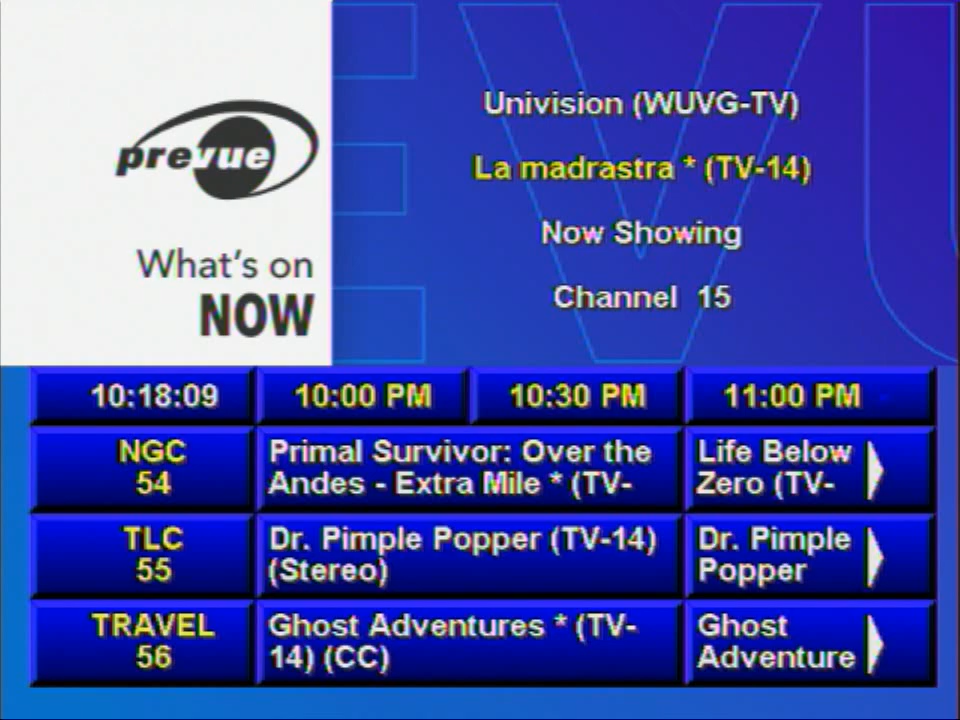 prevue
What's on
NOW
Univision (WUVG-TV)
La madrastra * (TV-14)
Now Showing
Channel 15
10:18:09 10:00 PM 10:30 PM 11:00 PM
NGC
54
Primal Survivor: Over the
Andes - Extra Mile * (TV-
Life Below
Zero (TV-
TLC
55
Dr. Pimple Popper (TV-14)
(Stereo)
Dr. Pimple
Popper
TRAVEL
56
Ghost Adventures * (TV-
14) (CC)
Ghost
Adventure